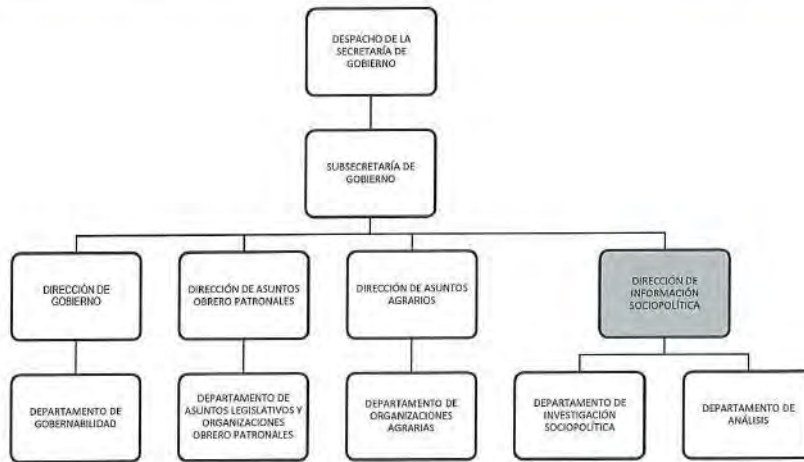 DESPACHO DE LA
SECRETARÍA DE
GOBIERNO
SUBSECRETARÍA DE
GOBIERNO
DIRECCIÓN DE
GOBIERNO
DIRECCIÓN DE ASUNTOS
OBRERO PATRONALES
DIRECCIÓN DE ASUNTOS
AGRARIOS
DIRECCIÓN DE
INFORMACIÓN
SOCIOPOLÍTICA
DEPARTAMENTO DE
GOBERNABILIDAD
DEPARTAMENTO DE
ASUNTOS LEGISLATIVOS Y
ORGANIZACIONES
OBRERO PATRONALES
DEPARTAMENTO DE
ORGANIZACIONES
AGRARIAS
DEPARTAMENTO DE
INVESTIGACIÓN
SOCIOPOLÍTICA
DEPARTAMENTO DE
ANÁLISIS